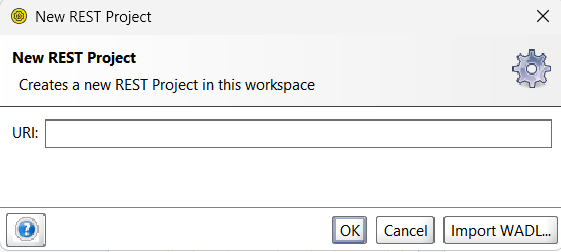 New REST Project
New REST Project
Creates a new REST Project in this workspace
URI:
OK Cancel Import WADL...